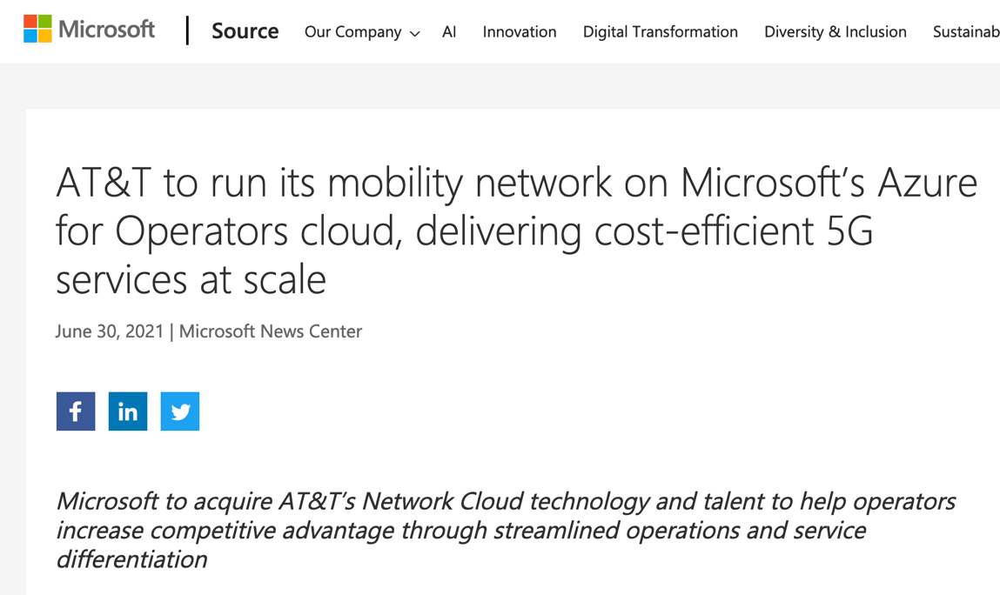 Microsoft | Source Our Company AI Innovation Digital Transformation Diversity & Inclusion Sustainab
AT&T to run its mobility network on Microsoft’s Azure
for Operators cloud, delivering cost-efficient 5G
services at scale
June 30, 2021 | Microsoft News Center
f in
Microsoft to acquire AT&T’s Network Cloud technology and talent to help operators
increase competitive advantage through streamlined operations and service
differentiation